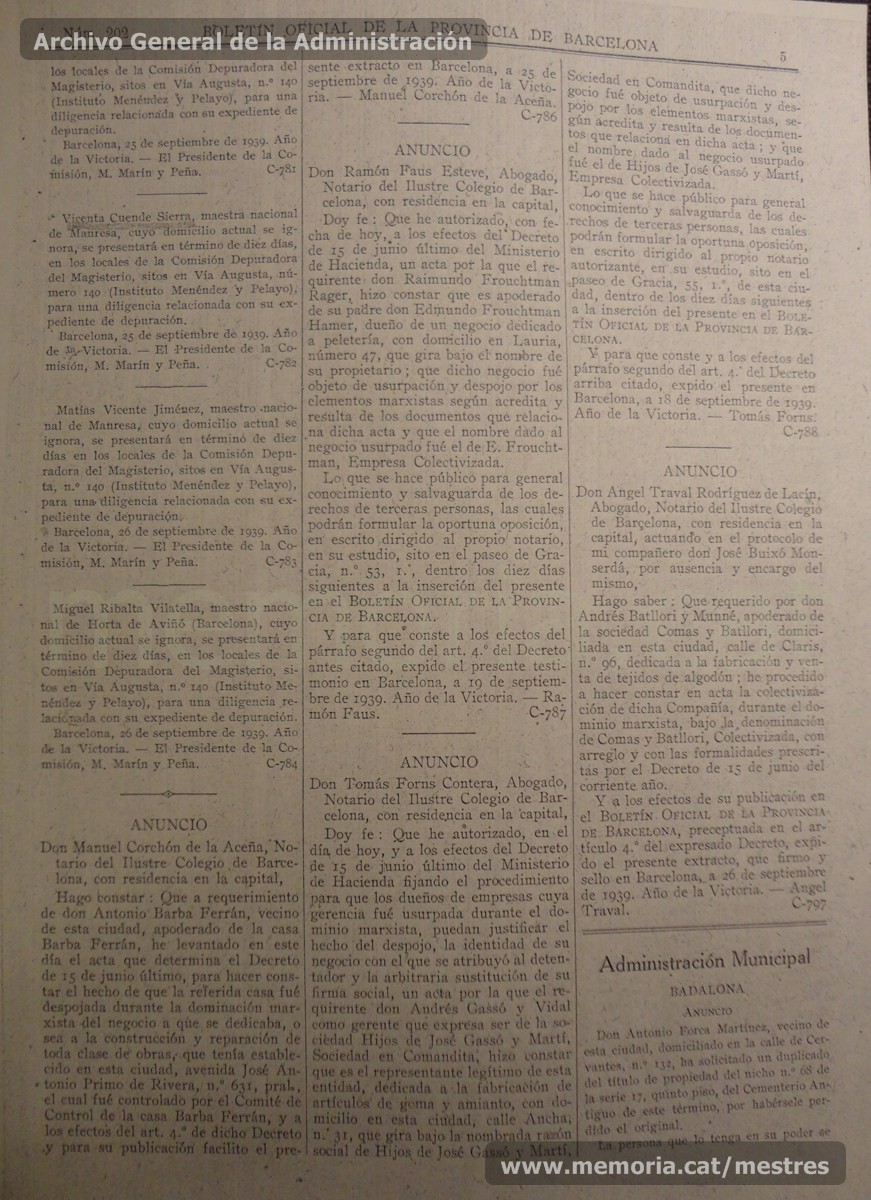 Archivo General de la Administración
Núm. 202
BOLETÍN OFICIAL DE LA PROVINCIA DE BARCELONA
5
los locales de la Comisión Depuradora del
Magisterio, sitos en Vía Augusta, n.º 140
(Instituto Menéndez y Pelayo), para una
diligencia relacionada con su expediente de
depuración.
Barcelona, 25 de septiembre de 1939. Año
de la Victoria. — El Presidente de la Co-
misión, M. Marín y Peña. C-781
Vicenta Cuende Sierra, maestra nacional
de Manresa, cuyo domicilio actual se ig-
nora, se presentará en término de diez días,
en los locales de la Comisión Depuradora
del Magisterio, sitos en Vía Augusta, nú-
mero 140 (Instituto Menéndez y Pelayo),
para una diligencia relacionada con su ex-
pediente de depuración.
Barcelona, 25 de septiembre de 1939. Año
de la Victoria. — El Presidente de la Co-
misión, M. Marín y Peña. C-782
Matías Vicente Jiménez, maestro nacio-
nal de Manresa, cuyo domicilio actual se
ignora, se presentará en término de diez
días en los locales de la Comisión Depu-
radora del Magisterio, sitos en Vía Augus-
ta, n.º 140 (Instituto Menéndez y Pelayo),
para una diligencia relacionada con su ex-
pediente de depuración.
Barcelona, 26 de septiembre de 1939. Año
de la Victoria. — El Presidente de la Co-
misión, M. Marín y Peña. C-783
Miguel Ribalta Vilatella, maestro nacio-
nal de Horta de Aviñó (Barcelona), cuyo
domicilio actual se ignora, se presentará en
término de diez días, en los locales de la
Comisión Depuradora del Magisterio, si-
tos en Vía Augusta, n.º 140 (Instituto Me-
néndez y Pelayo), para una diligencia re-
lacionada con su expediente de depuración.
Barcelona, 26 de septiembre de 1939. Año
de la Victoria. — El Presidente de la Co-
misión, M. Marín y Peña. C-784
ANUNCIO
Don Manuel Corchón de la Aceña, No-
tario del Ilustre Colegio de Barce-
lona, con residencia en la capital,
Hago constar : Que a requerimiento
de don Antonio Barba Ferrán, vecino
de esta ciudad, apoderado de la casa
Barba Ferrán, he levantado en este
día el acta que determina el Decreto
de 15 de junio último, para hacer cons-
tar el hecho de que la referida casa fué
despojada durante la dominación mar-
xista del negocio a que se dedicaba, o
sea a la construcción y reparación de
toda clase de obras, que tenía estable-
cido en esta ciudad, avenida José An-
tonio Primo de Rivera, n.º 631, pral.,
el cual fué controlado por el Comité de
Control de la casa Barba Ferrán, y a
los efectos del art. 4.º de dicho Decreto
y para su publicación facilito el pre-
sente extracto en Barcelona, a 25 de
septiembre de 1939. Año de la Victo-
ria. — Manuel Corchón de la Aceña.
C-786
ANUNCIO
Don Ramón Faus Esteve, Abogado,
Notario del Ilustre Colegio de Bar-
celona, con residencia en la capital,
Doy fe : Que he autorizado, con fe-
cha de hoy, a los efectos del Decreto
de 15 de junio último del Ministerio
de Hacienda, un acta por la que el re-
quirente don Raimundo Frouchtman
Rager, hizo constar que es apoderado
de su padre don Edmundo Frouchtman
Hamer, dueño de un negocio dedicado
a peletería, con domicilio en Lauria,
número 47, que gira bajo el nombre de
su propietario ; que dicho negocio fué
objeto de usurpación y despojo por los
elementos marxistas según acredita y
resulta de los documentos que relacio-
na dicha acta y que el nombre dado al
negocio usurpado fué el de E. Froucht-
man, Empresa Colectivizada.
Lo que se hace público para general
conocimiento y salvaguarda de los de-
rechos de terceras personas, las cuales
podrán formular la oportuna oposición,
en escrito dirigido al propio notario,
en su estudio, sito en el paseo de Gra-
cia, n.º 53, 1.º, dentro los diez días
siguientes a la inserción del presente
en el BOLETÍN OFICIAL DE LA PROVIN-
CIA DE BARCELONA.
Y para que conste a los efectos del
párrafo segundo del art. 4.º del Decreto
antes citado, expido el presente testi-
monio en Barcelona, a 19 de septiem-
bre de 1939. Año de la Victoria. — Ra-
món Faus. C-787
ANUNCIO
Don Tomás Forns Contera, Abogado,
Notario del Ilustre Colegio de Bar-
celona, con residencia en la capital,
Doy fe : Que he autorizado, en el
día de hoy, y a los efectos del Decreto
de 15 de junio último del Ministerio
de Hacienda fijando el procedimiento
para que los dueños de empresas cuya
gerencia fué usurpada durante el do-
minio marxista, puedan justificar el
hecho del despojo, la identidad de su
negocio con el que se atribuyó al deten-
tador y la arbitraria sustitución de su
firma social, un acta por la que el re-
quirente don Andrés Gassó y Vidal
como gerente que expresa ser de la so-
ciedad Hijos de José Gassó y Martí,
Sociedad en Comandita, hizo constar
que es el representante legítimo de esta
entidad, dedicada a la fabricación de
artículos de goma y amianto, con do-
micilio en esta ciudad, calle Ancha,
n.º 31, que gira bajo la nombrada razón
social de Hijos de José Gassó y Martí,
Sociedad en Comandita, que dicho ne-
gocio fué objeto de usurpación y des-
pojo por los elementos marxistas, se-
gún acredita y resulta de los documen-
tos que relaciona en dicha acta ; y que
el nombre dado al negocio usurpado
fué el de Hijos de José Gassó y Martí,
Empresa Colectivizada.
Lo que se hace público para general
conocimiento y salvaguarda de los de-
rechos de terceras personas, las cuales
podrán formular la oportuna oposición,
en escrito dirigido al propio notario
autorizante, en su estudio, sito en el
paseo de Gracia, 55, 1.º, de esta ciu-
dad, dentro de los diez días siguientes
a la inserción del presente en el BOLE-
TÍN OFICIAL DE LA PROVINCIA DE BAR-
CELONA.
Y para que conste y a los efectos del
párrafo segundo del art. 4.º del Decreto
arriba citado, expido el presente en
Barcelona, a 18 de septiembre de 1939.
Año de la Victoria. — Tomás Forns.
C-788
ANUNCIO
Don Angel Traval Rodríguez de Lacín,
Abogado, Notario del Ilustre Colegio
de Barcelona, con residencia en la
capital, actuando en el protocolo de
mi compañero don José Buixó Mon-
serdá, por ausencia y encargo del
mismo,
Hago saber : Que requerido por don
Andrés Batllori y Munné, apoderado de
la sociedad Comas y Batllori, domici-
liada en esta ciudad, calle de Claris,
n.º 96, dedicada a la fabricación y ven-
ta de tejidos de algodón ; he procedido
a hacer constar en acta la colectiviza-
ción de dicha Compañía, durante el do-
minio marxista, bajo la denominación
de Comas y Batllori, Colectivizada, con
arreglo y con las formalidades prescri-
tas por el Decreto de 15 de junio del
corriente año.
Y a los efectos de su publicación en
el BOLETÍN OFICIAL DE LA PROVINCIA
DE BARCELONA, preceptuada en el ar-
tículo 4.º del expresado Decreto, expi-
do el presente extracto, que firmo y
sello en Barcelona, a 26 de septiembre
de 1939. Año de la Victoria. — Angel
Traval. C-797
Administración Municipal
BADALONA
ANUNCIO
Don Antonio Forca Martínez, vecino de
esta ciudad, domiciliado en la calle de Cer-
vantes, n.º 132, ha solicitado un duplicado
del título de propiedad del nicho n.º 68 de
la serie 17, quinto piso, del Cementerio An-
tiguo de este término, por habérsele per-
dido el original.
La persona que lo tenga en su poder se
www.memoria.cat/mestres